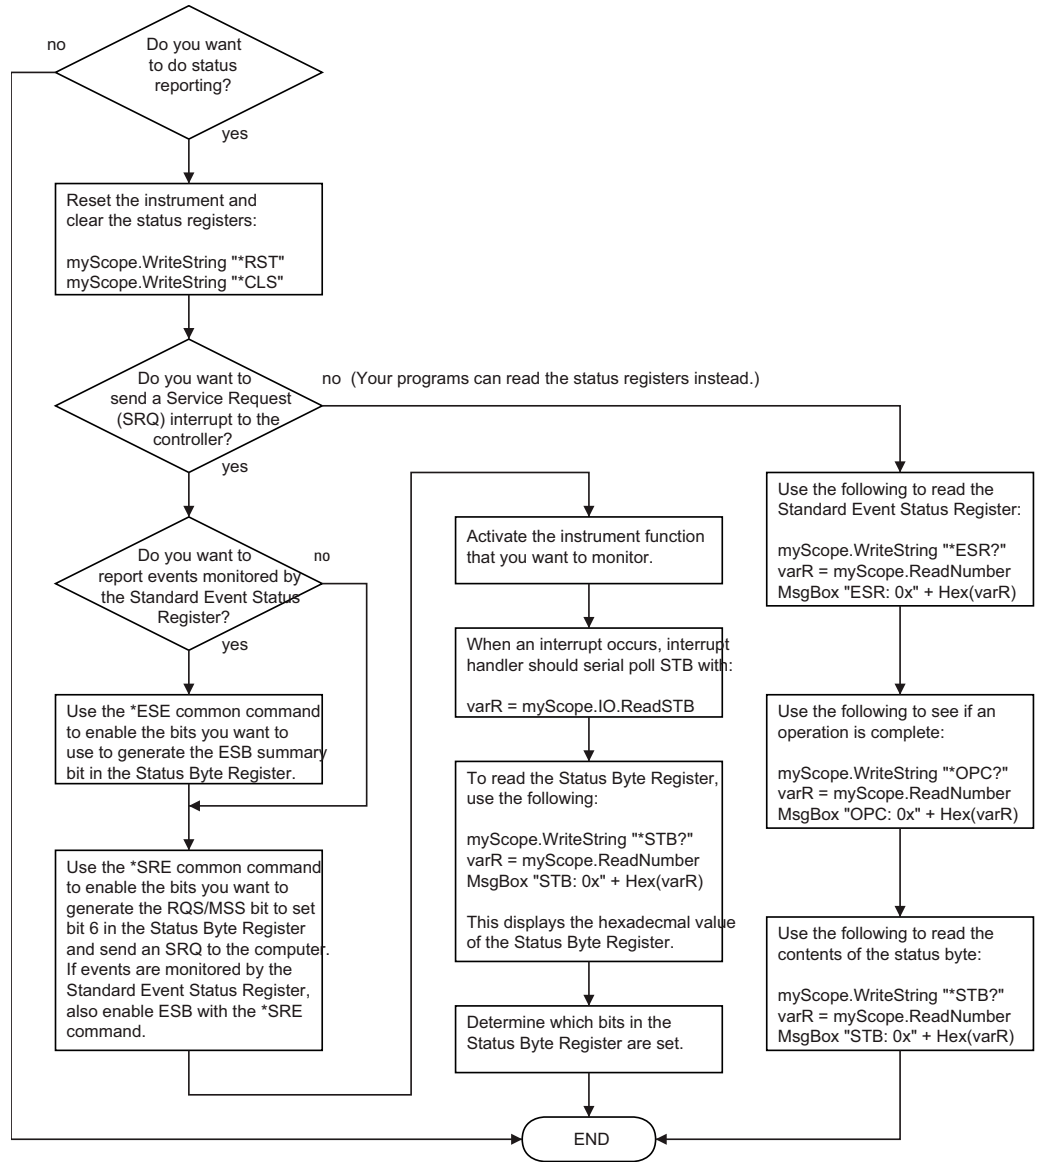 no
Do you want
to do status
reporting?
yes
Reset the instrument and
clear the status registers:
myScope.WriteString "*RST"
myScope.WriteString "*CLS"
Do you want to
send a Service Request
(SRQ) interrupt to the
controller?
no (Your programs can read the status registers instead.)
yes
Do you want to
report events monitored by
the Standard Event Status
Register?
no
yes
Use the *ESE common command
to enable the bits you want to
use to generate the ESB summary
bit in the Status Byte Register.
Use the *SRE common command
to enable the bits you want to
generate the RQS/MSS bit to set
bit 6 in the Status Byte Register
and send an SRQ to the computer.
If events are monitored by the
Standard Event Status Register,
also enable ESB with the *SRE
command.
Activate the instrument function
that you want to monitor.
When an interrupt occurs, interrupt
handler should serial poll STB with:
varR = myScope.IO.ReadSTB
To read the Status Byte Register,
use the following:
myScope.WriteString "*STB?"
varR = myScope.ReadNumber
MsgBox "STB: 0x" + Hex(varR)
This displays the hexadecmal value
of the Status Byte Register.
Determine which bits in the
Status Byte Register are set.
Use the following to read the
Standard Event Status Register:
myScope.WriteString "*ESR?"
varR = myScope.ReadNumber
MsgBox "ESR: 0x" + Hex(varR)
Use the following to see if an
operation is complete:
myScope.WriteString "*OPC?"
varR = myScope.ReadNumber
MsgBox "OPC: 0x" + Hex(varR)
Use the following to read the
contents of the status byte:
myScope.WriteString "*STB?"
varR = myScope.ReadNumber
MsgBox "STB: 0x" + Hex(varR)
END